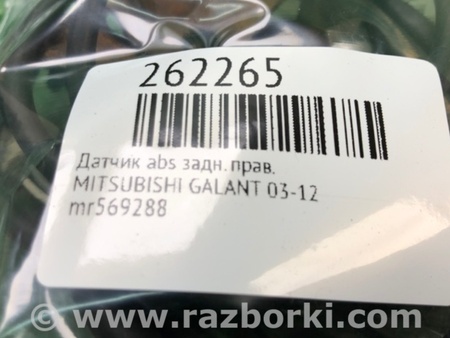 262265
Датчик abs задн. прав.
MITSUBISHI GALANT 03-12
mr569288
© www.razborki.com